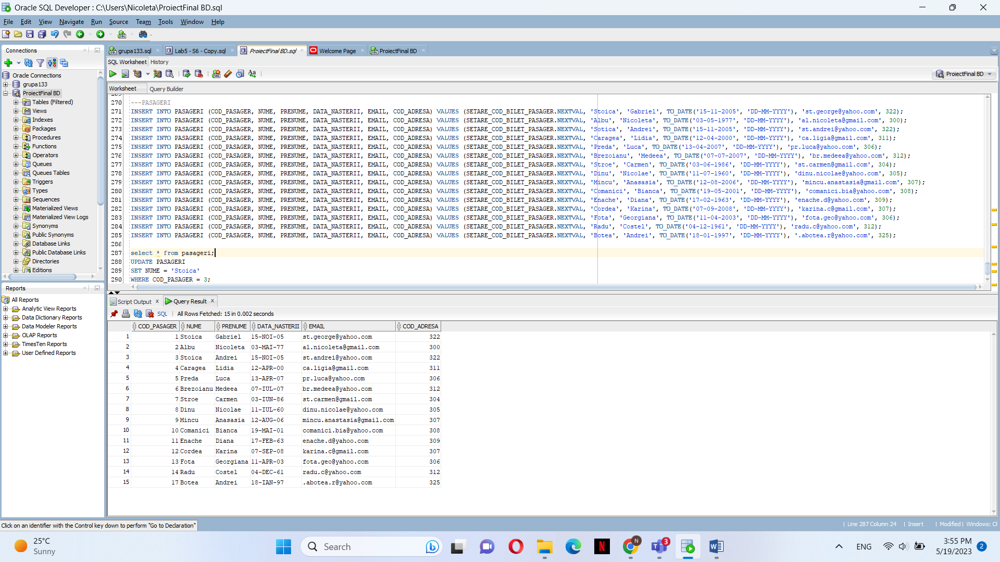 Oracle SQL Developer : C:\Users\Nicoleta\ProiectFinal BD.sql
File Edit View Navigate Run Source Team Tools Window Help
Connections
Oracle Connections
grupa133
ProiectFinal BD
Tables (Filtered)
Views
Indexes
Packages
Procedures
Functions
Operators
Queues
Queues Tables
Triggers
Types
Sequences
Materialized Views
Materialized View Logs
Synonyms
Public Synonyms
Database Links
Public Database Links
Directories
Editions
Reports
All Reports
Analytic View Reports
Data Dictionary Reports
Data Modeler Reports
OLAP Reports
TimesTen Reports
User Defined Reports
grupa133.sql Lab5 - S6 - Copy.sql ProiectFinal BD.sql Welcome Page ProiectFinal BD
SQL Worksheet History
ProiectFinal BD
Worksheet Query Builder
270 ---PASAGERI
271 INSERT INTO PASAGERI (COD_PASAGER, NUME, PRENUME, DATA_NASTERII, EMAIL, COD_ADRESA) VALUES (SETARE_COD_BILET_PASAGER.NEXTVAL, 'Stoica', 'Gabriel', TO_DATE('15-11-2005', 'DD-MM-YYYY'), 'st.george@yahoo.com', 322);
272 INSERT INTO PASAGERI (COD_PASAGER, NUME, PRENUME, DATA_NASTERII, EMAIL, COD_ADRESA) VALUES (SETARE_COD_BILET_PASAGER.NEXTVAL, 'Albu', 'Nicoleta', TO_DATE('03-05-1977', 'DD-MM-YYYY'), 'al.nicoleta@gmail.com', 300);
273 INSERT INTO PASAGERI (COD_PASAGER, NUME, PRENUME, DATA_NASTERII, EMAIL, COD_ADRESA) VALUES (SETARE_COD_BILET_PASAGER.NEXTVAL, 'Sotica', 'Andrei', TO_DATE('15-11-2005', 'DD-MM-YYYY'), 'st.andrei@yahoo.com', 322);
274 INSERT INTO PASAGERI (COD_PASAGER, NUME, PRENUME, DATA_NASTERII, EMAIL, COD_ADRESA) VALUES (SETARE_COD_BILET_PASAGER.NEXTVAL, 'Caragea', 'Lidia', TO_DATE('12-04-2000', 'DD-MM-YYYY'), 'ca.ligia@gmail.com', 311);
275 INSERT INTO PASAGERI (COD_PASAGER, NUME, PRENUME, DATA_NASTERII, EMAIL, COD_ADRESA) VALUES (SETARE_COD_BILET_PASAGER.NEXTVAL, 'Preda', 'Luca', TO_DATE('13-04-2007', 'DD-MM-YYYY'), 'pr.luca@yahoo.com', 306);
276 INSERT INTO PASAGERI (COD_PASAGER, NUME, PRENUME, DATA_NASTERII, EMAIL, COD_ADRESA) VALUES (SETARE_COD_BILET_PASAGER.NEXTVAL, 'Brezoianu', 'Medeea', TO_DATE('07-07-2007', 'DD-MM-YYYY'), 'br.medeea@yahoo.com', 312);
277 INSERT INTO PASAGERI (COD_PASAGER, NUME, PRENUME, DATA_NASTERII, EMAIL, COD_ADRESA) VALUES (SETARE_COD_BILET_PASAGER.NEXTVAL, 'Stroe', 'Carmen', TO_DATE('03-06-1986', 'DD-MM-YYYY'), 'st.carmen@gmail.com', 304);
278 INSERT INTO PASAGERI (COD_PASAGER, NUME, PRENUME, DATA_NASTERII, EMAIL, COD_ADRESA) VALUES (SETARE_COD_BILET_PASAGER.NEXTVAL, 'Dinu', 'Nicolae', TO_DATE('11-07-1960', 'DD-MM-YYYY'), 'dinu.nicolae@yahoo.com', 305);
279 INSERT INTO PASAGERI (COD_PASAGER, NUME, PRENUME, DATA_NASTERII, EMAIL, COD_ADRESA) VALUES (SETARE_COD_BILET_PASAGER.NEXTVAL, 'Mincu', 'Anasasia', TO_DATE('12-08-2006', 'DD-MM-YYYY'), 'mincu.anastasia@gmail.com', 307);
280 INSERT INTO PASAGERI (COD_PASAGER, NUME, PRENUME, DATA_NASTERII, EMAIL, COD_ADRESA) VALUES (SETARE_COD_BILET_PASAGER.NEXTVAL, 'Comanici', 'Bianca', TO_DATE('19-05-2001', 'DD-MM-YYYY'), 'comanici.bia@yahoo.com', 308);
281 INSERT INTO PASAGERI (COD_PASAGER, NUME, PRENUME, DATA_NASTERII, EMAIL, COD_ADRESA) VALUES (SETARE_COD_BILET_PASAGER.NEXTVAL, 'Enache', 'Diana', TO_DATE('17-02-1963', 'DD-MM-YYYY'), 'enache.d@yahoo.com', 309);
282 INSERT INTO PASAGERI (COD_PASAGER, NUME, PRENUME, DATA_NASTERII, EMAIL, COD_ADRESA) VALUES (SETARE_COD_BILET_PASAGER.NEXTVAL, 'Cordea', 'Karina', TO_DATE('07-09-2008', 'DD-MM-YYYY'), 'karina.c@gmail.com', 307);
283 INSERT INTO PASAGERI (COD_PASAGER, NUME, PRENUME, DATA_NASTERII, EMAIL, COD_ADRESA) VALUES (SETARE_COD_BILET_PASAGER.NEXTVAL, 'Fota', 'Georgiana', TO_DATE('11-04-2003', 'DD-MM-YYYY'), 'fota.geo@yahoo.com', 306);
284 INSERT INTO PASAGERI (COD_PASAGER, NUME, PRENUME, DATA_NASTERII, EMAIL, COD_ADRESA) VALUES (SETARE_COD_BILET_PASAGER.NEXTVAL, 'Radu', 'Costel', TO_DATE('04-12-1961', 'DD-MM-YYYY'), 'radu.c@yahoo.com', 312);
285 INSERT INTO PASAGERI (COD_PASAGER, NUME, PRENUME, DATA_NASTERII, EMAIL, COD_ADRESA) VALUES (SETARE_COD_BILET_PASAGER.NEXTVAL, 'Botea', 'Andrei', TO_DATE('18-01-1997', 'DD-MM-YYYY'), '.abotea.r@yahoo.com', 325);
286
287 select * from pasageri;
288 UPDATE PASAGERI
289 SET NUME = 'Stoica'
290 WHERE COD_PASAGER = 3;
Script Output Query Result
SQL All Rows Fetched: 15 in 0.002 seconds
COD_PASAGER NUME PRENUME DATA_NASTERII EMAIL COD_ADRESA
1 1 Stoica Gabriel 15-NOI-05 st.george@yahoo.com 322
2 2 Albu Nicoleta 03-MAI-77 al.nicoleta@gmail.com 300
3 3 Stoica Andrei 15-NOI-05 st.andrei@yahoo.com 322
4 4 Caragea Lidia 12-APR-00 ca.ligia@gmail.com 311
5 5 Preda Luca 13-APR-07 pr.luca@yahoo.com 306
6 6 Brezoianu Medeea 07-IUL-07 br.medeea@yahoo.com 312
7 7 Stroe Carmen 03-IUN-86 st.carmen@gmail.com 304
8 8 Dinu Nicolae 11-IUL-60 dinu.nicolae@yahoo.com 305
9 9 Mincu Anasasia 12-AUG-06 mincu.anastasia@gmail.com 307
10 10 Comanici Bianca 19-MAI-01 comanici.bia@yahoo.com 308
11 11 Enache Diana 17-FEB-63 enache.d@yahoo.com 309
12 12 Cordea Karina 07-SEP-08 karina.c@gmail.com 307
13 13 Fota Georgiana 11-APR-03 fota.geo@yahoo.com 306
14 14 Radu Costel 04-DEC-61 radu.c@yahoo.com 312
15 17 Botea Andrei 18-IAN-97 .abotea.r@yahoo.com 325
Click on an identifier with the Control key down to perform "Go to Declaration"
Line 287 Column 24 Insert Modified Windows:
25°C
Sunny
Search
ENG
3:55 PM
5/19/2023
2
3
N